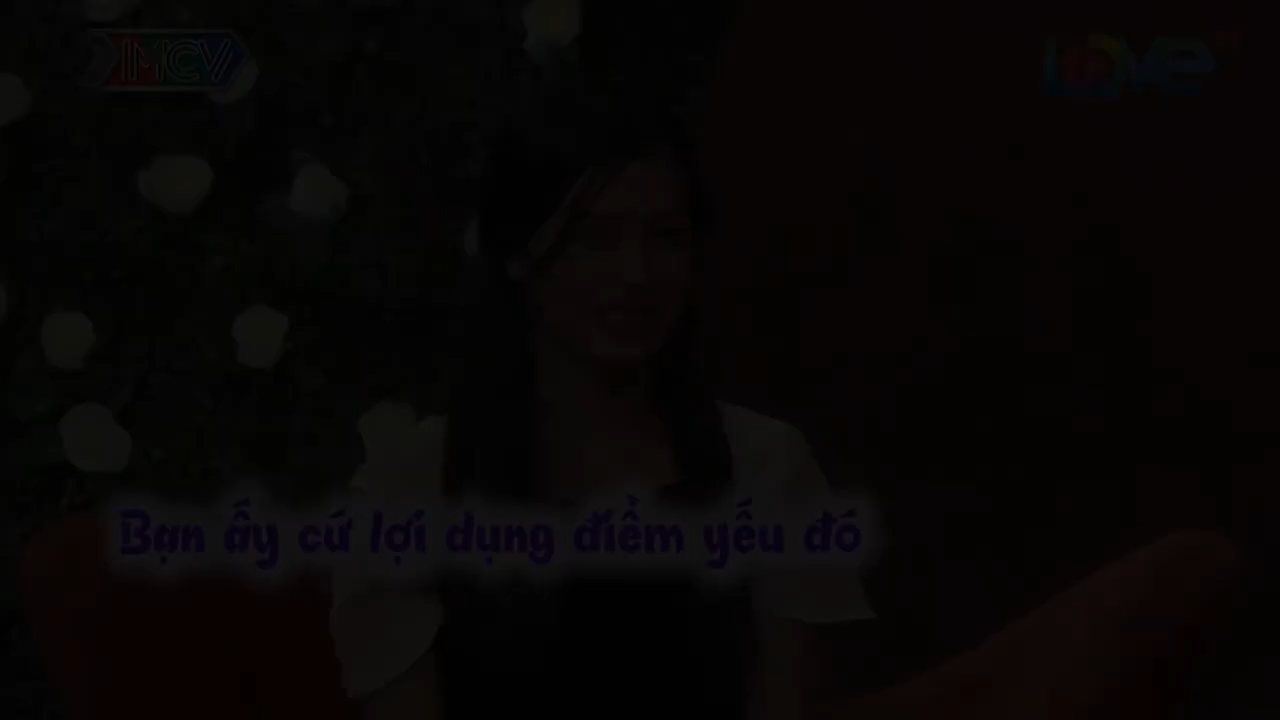 IMCV
Love
Bạn ấy cứ lợi dụng điểm yếu đó